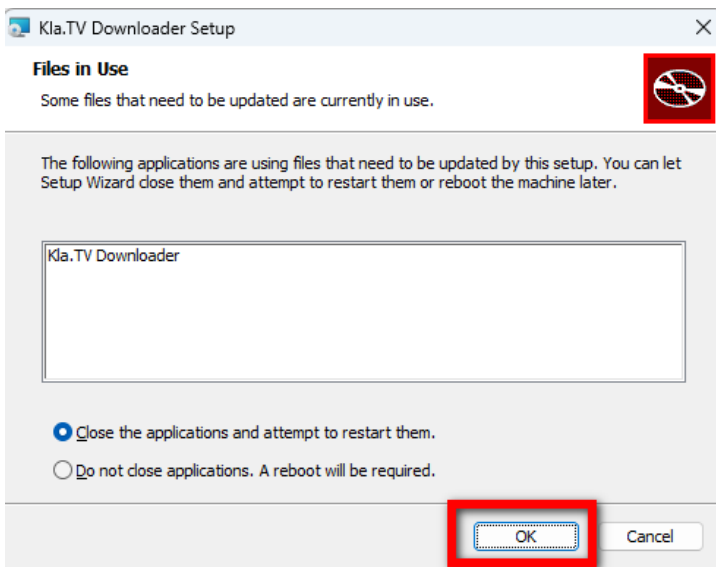 Kla.TV Downloader Setup
Files in Use
Some files that need to be updated are currently in use.
The following applications are using files that need to be updated by this setup. You can let
Setup Wizard close them and attempt to restart them or reboot the machine later.
Kla.TV Downloader
Close the applications and attempt to restart them.
Do not close applications. A reboot will be required.
OK
Cancel